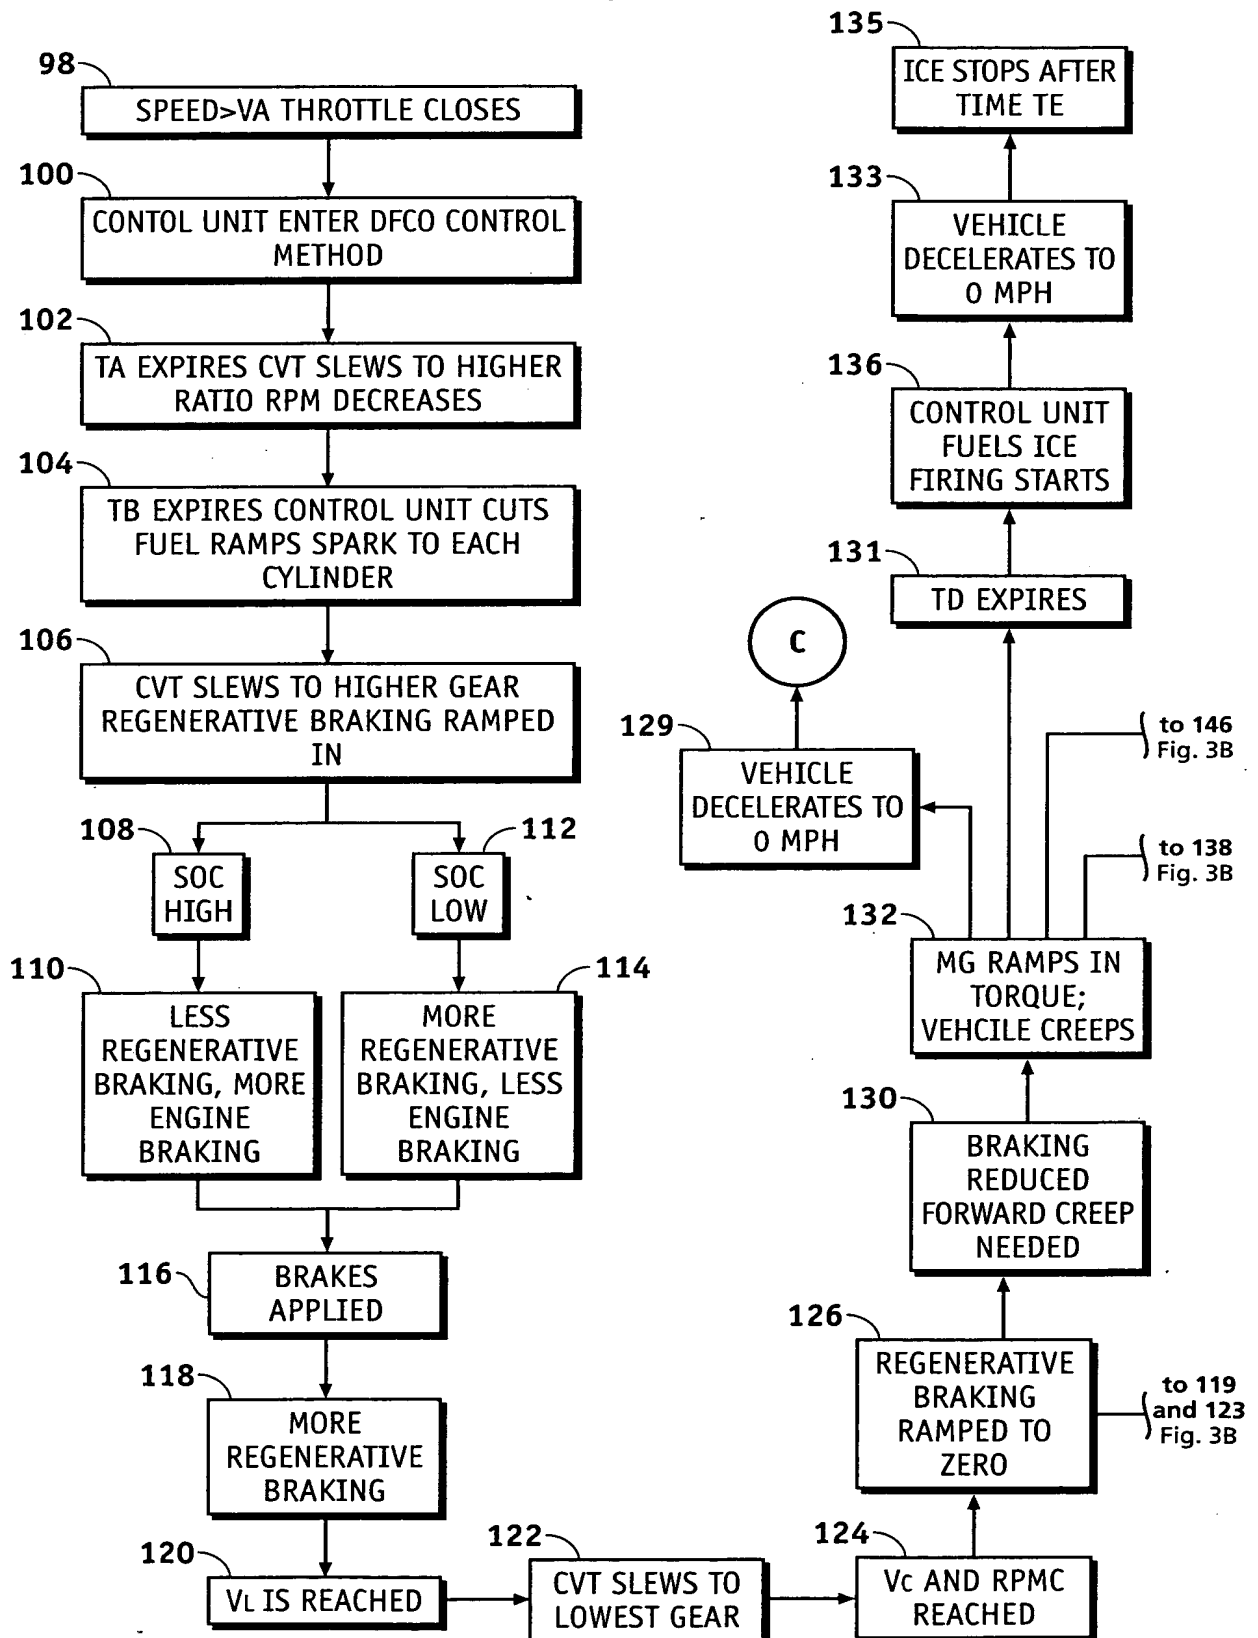 98
SPEED>VA THROTTLE CLOSES
100
CONTOL UNIT ENTER DFCO CONTROL
METHOD
102
TA EXPIRES CVT SLEWS TO HIGHER
RATIO RPM DECREASES
104
TB EXPIRES CONTROL UNIT CUTS
FUEL RAMPS SPARK TO EACH
CYLINDER
106
CVT SLEWS TO HIGHER GEAR
REGENERATIVE BRAKING RAMPED
IN
108
SOC
HIGH
112
SOC
LOW
110
LESS
REGENERATIVE
BRAKING, MORE
ENGINE
BRAKING
114
MORE
REGENERATIVE
BRAKING, LESS
ENGINE
BRAKING
116
BRAKES
APPLIED
118
MORE
REGENERATIVE
BRAKING
120
VL IS REACHED
122
CVT SLEWS TO
LOWEST GEAR
124
VC AND RPMC
REACHED
126
REGENERATIVE
BRAKING
RAMPED TO
ZERO
to 119
and 123
Fig. 3B
130
BRAKING
REDUCED
FORWARD CREEP
NEEDED
132
MG RAMPS IN
TORQUE;
VEHCILE CREEPS
to 138
Fig. 3B
to 146
Fig. 3B
129
VEHICLE
DECELERATES TO
0 MPH
C
131
TD EXPIRES
136
CONTROL UNIT
FUELS ICE
FIRING STARTS
133
VEHICLE
DECELERATES TO
0 MPH
135
ICE STOPS AFTER
TIME TE